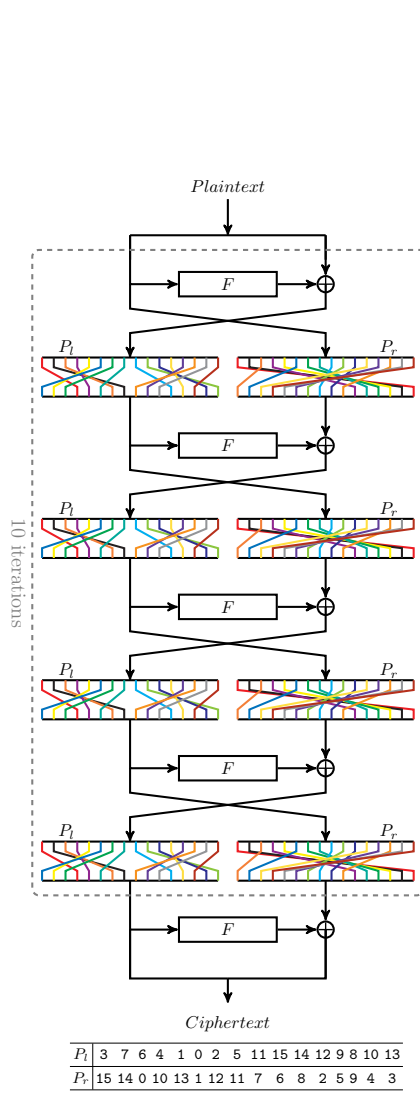 Plaintext
F
P_l P_r
F
P_l P_r
10 iterations
F
P_l P_r
F
P_l P_r
F
Ciphertext
P_l 3 7 6 4 1 0 2 5 11 15 14 12 9 8 10 13
P_r 15 14 0 10 13 1 12 11 7 6 8 2 5 9 4 3